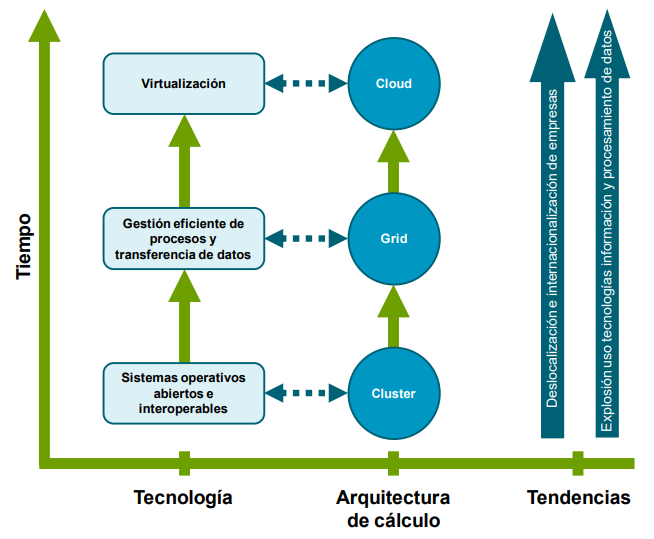 Virtualización
Cloud
Gestión eficiente de
procesos y
transferencia de datos
Grid
Sistemas operativos
abiertos e
interoperables
Cluster
Deslocalización e internacionalización de empresas
Explosión uso tecnologías información y procesamiento de datos
Tiempo
Tecnología
Arquitectura
de cálculo
Tendencias